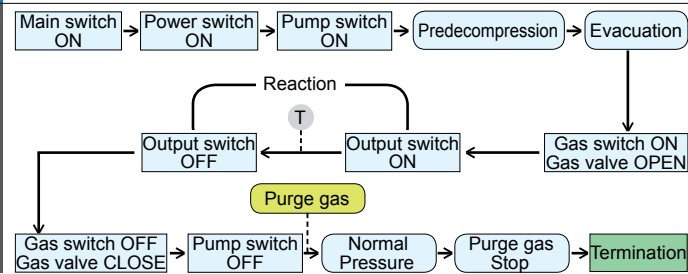 Main switch
ON
Power switch
ON
Pump switch
ON
Predecompression
Evacuation
Reaction
T
Output switch
OFF
Output switch
ON
Gas switch ON
Gas valve OPEN
Purge gas
Gas switch OFF
Gas valve CLOSE
Pump switch
OFF
Normal
Pressure
Purge gas
Stop
Termination